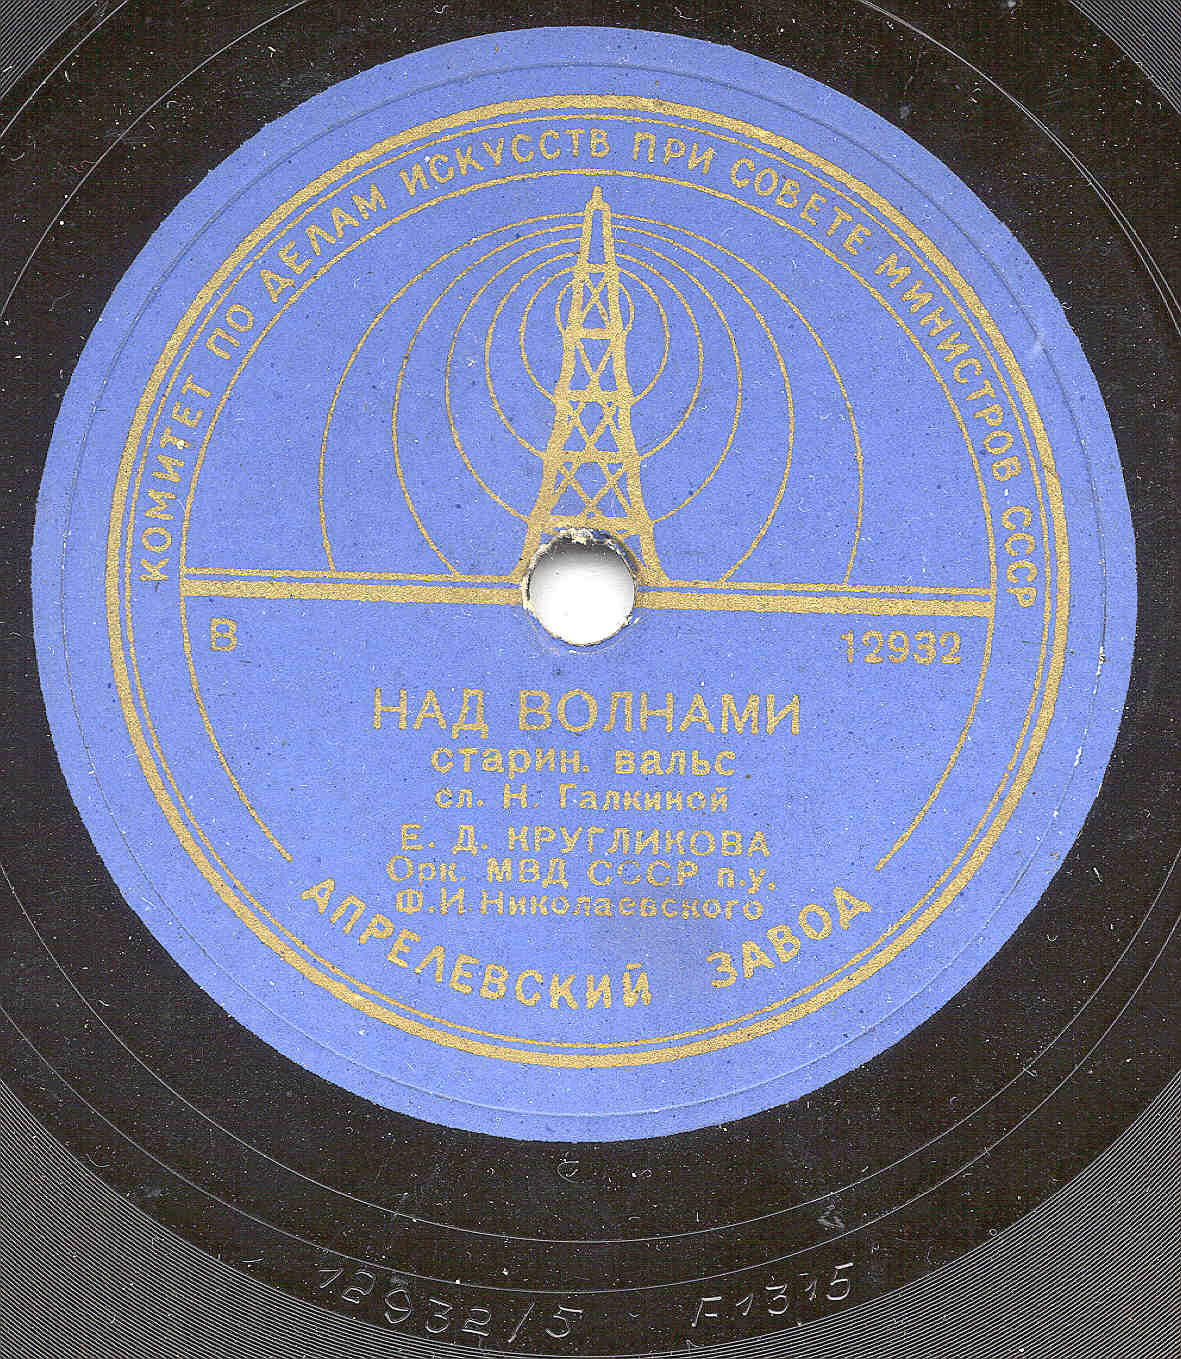 КОМИТЕТ ПО ДЕЛАМ ИСКУССТВ ПРИ СОВЕТЕ МИНИСТРОВ СССР
В 12932
НАД ВОЛНАМИ
старин. вальс
сл. Н. Галкиной
Е. Д. КРУГЛИКОВА
Орк. МВД СССР п.у.
Ф.И. Николаевского
АПРЕЛЕВСКИЙ ЗАВОД
12932/5 F1315